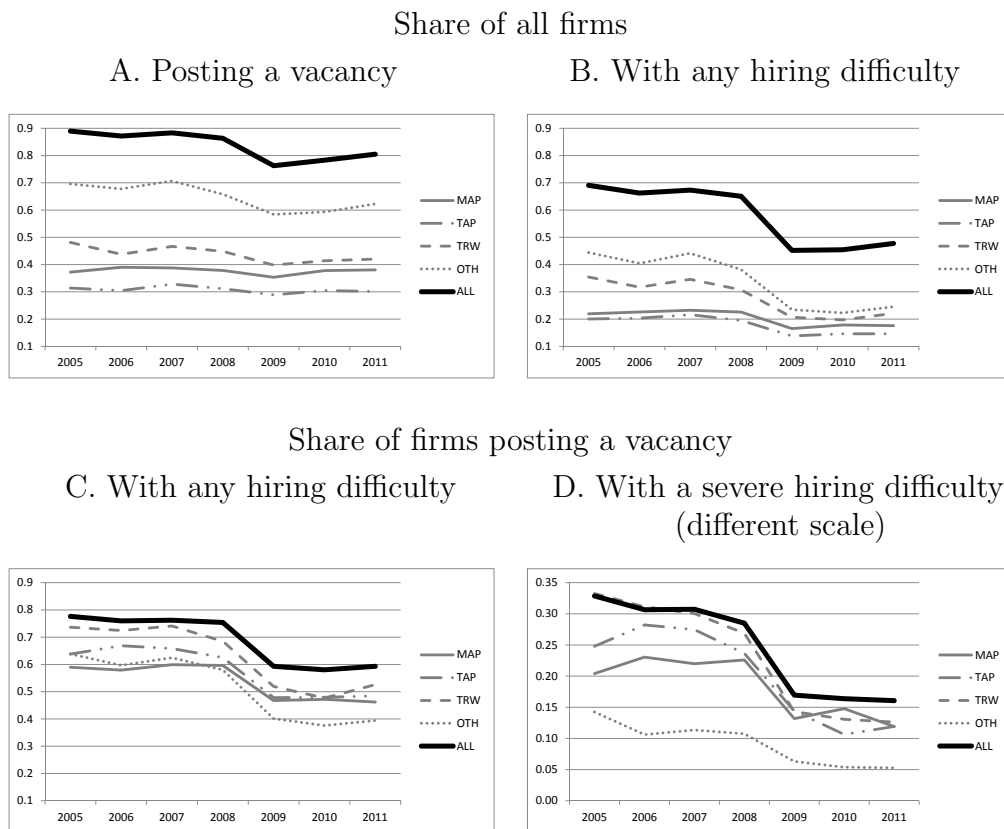 Share of all firms
A. Posting a vacancy
B. With any hiring difficulty
0.9
0.8
0.7
0.6
0.5
0.4
0.3
0.2
0.1
2005 2006 2007 2008 2009 2010 2011
MAP
TAP
TRW
OTH
ALL
0.9
0.8
0.7
0.6
0.5
0.4
0.3
0.2
0.1
2005 2006 2007 2008 2009 2010 2011
MAP
TAP
TRW
OTH
ALL
Share of firms posting a vacancy
C. With any hiring difficulty
D. With a severe hiring difficulty
(different scale)
0.9
0.8
0.7
0.6
0.5
0.4
0.3
0.2
0.1
2005 2006 2007 2008 2009 2010 2011
MAP
TAP
TRW
OTH
ALL
0.35
0.30
0.25
0.20
0.15
0.10
0.05
0.00
2005 2006 2007 2008 2009 2010 2011
MAP
TAP
TRW
OTH
ALL